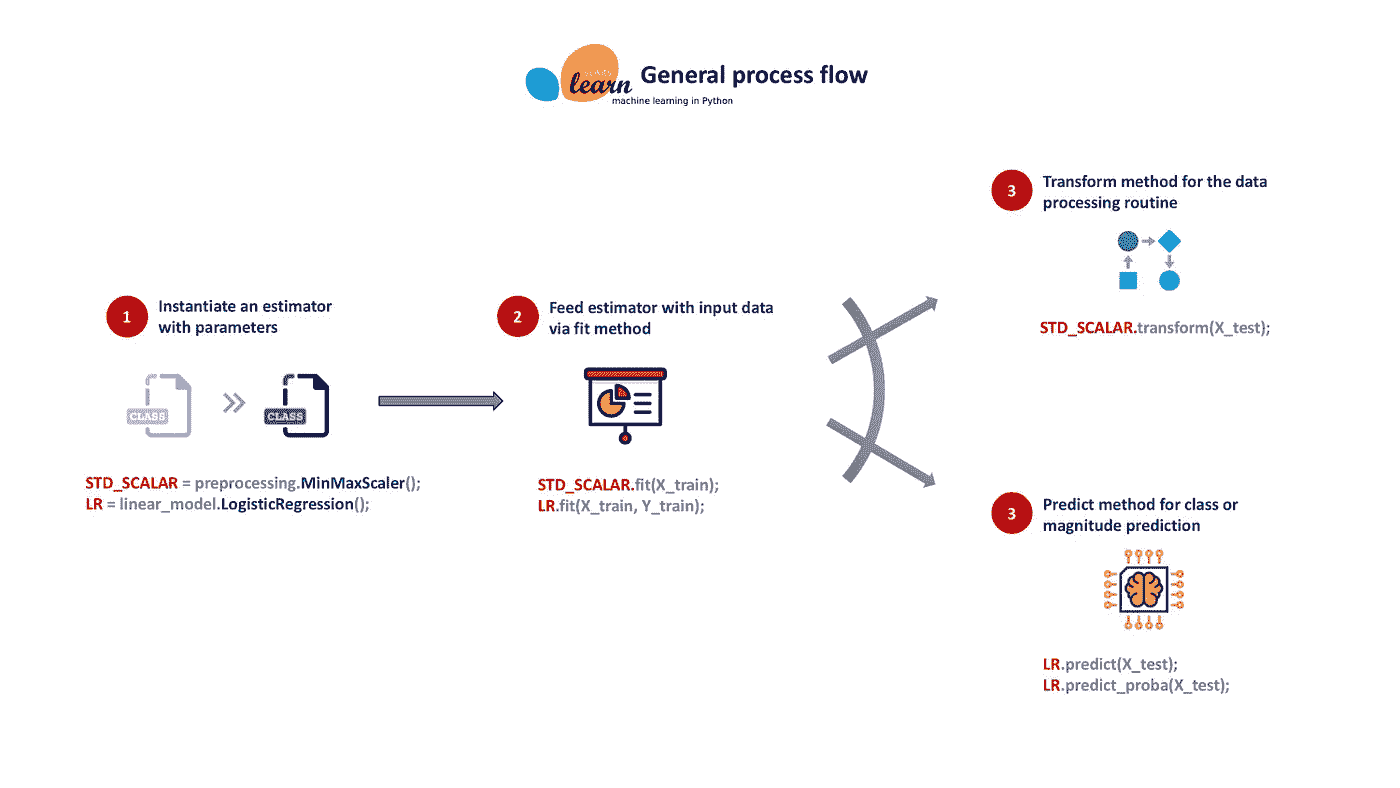 learn
General process flow
machine learning in Python
1
Instantiate an estimator
with parameters
CLASS
CLASS
STD_SCALAR = preprocessing.MinMaxScaler();
LR = linear_model.LogisticRegression();
2
Feed estimator with input data
via fit method
STD_SCALAR.fit(X_train);
LR.fit(X_train, Y_train);
3
Transform method for the data
processing routine
STD_SCALAR.transform(X_test);
3
Predict method for class or
magnitude prediction
LR.predict(X_test);
LR.predict_proba(X_test);